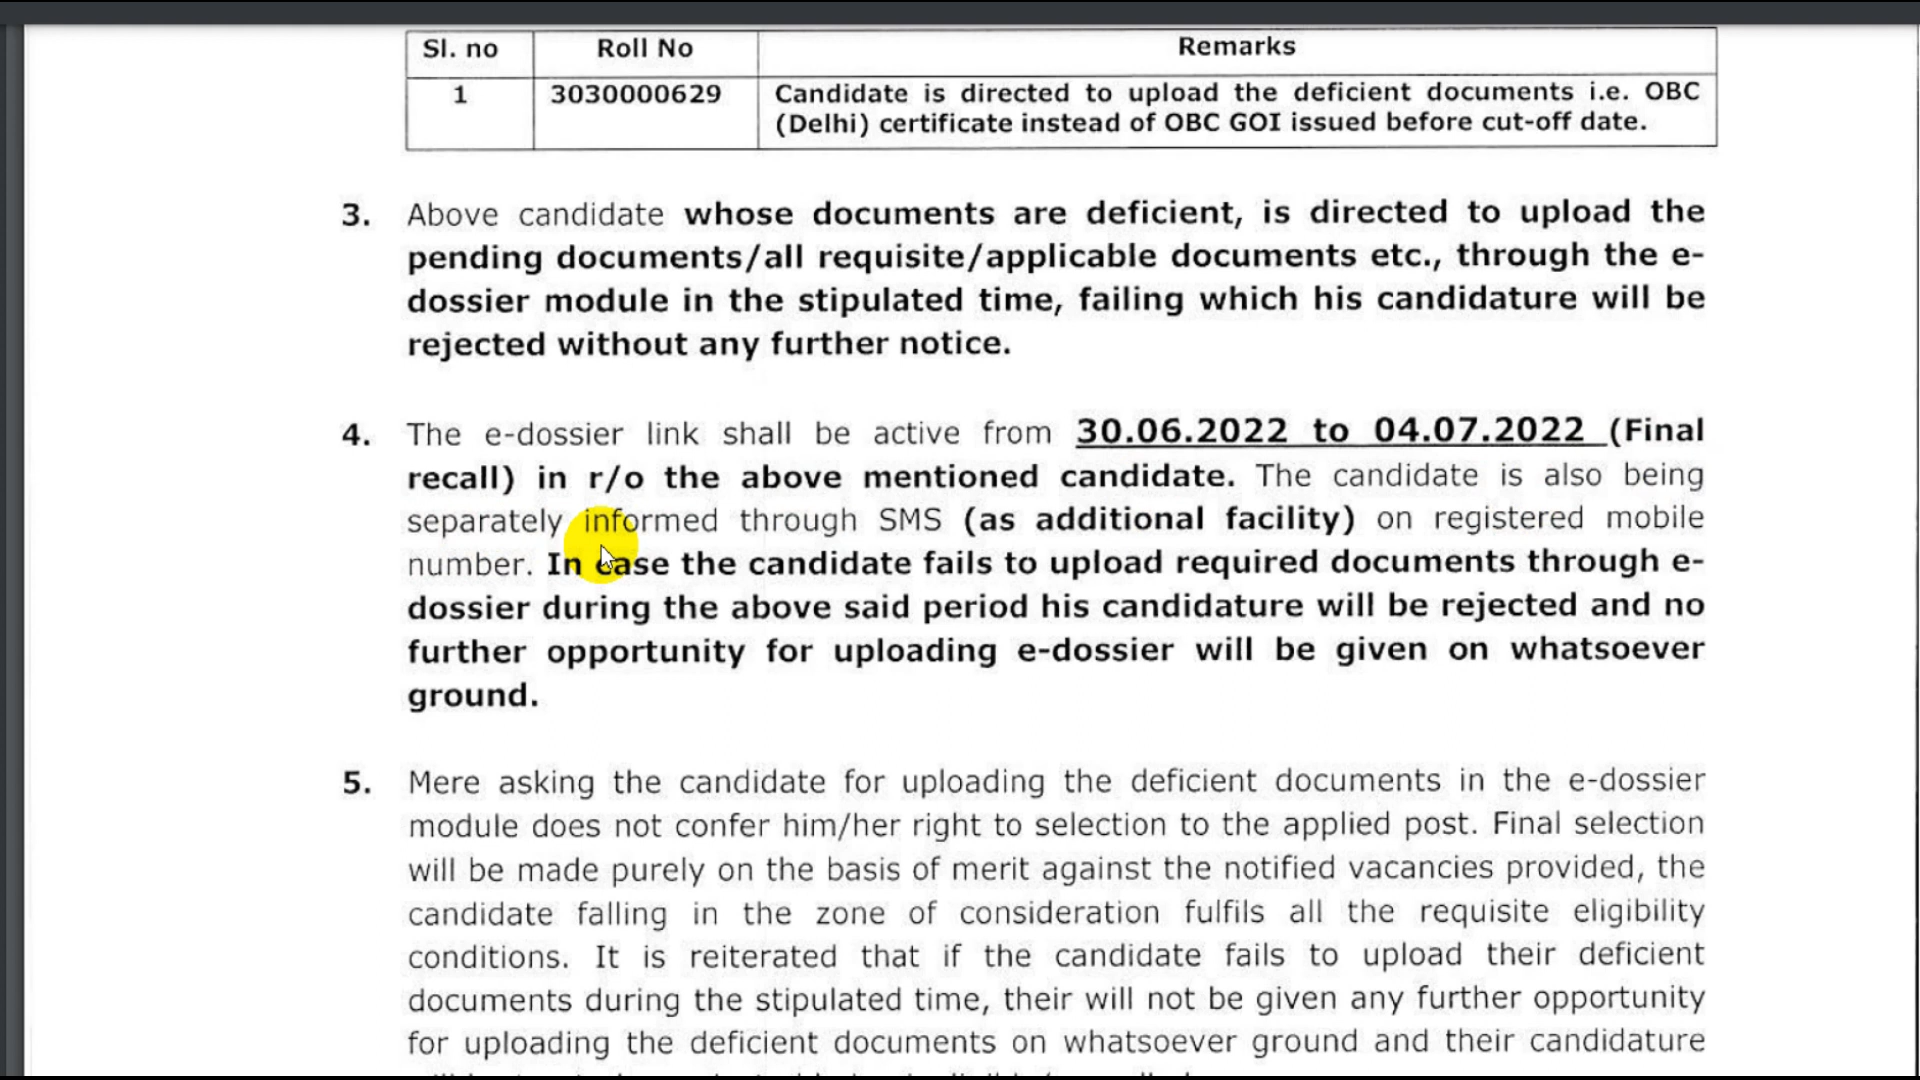 Sl. no Roll No Remarks
1 3030000629 Candidate is directed to upload the deficient documents i.e. OBC
(Delhi) certificate instead of OBC GOI issued before cut-off date.
3. Above candidate whose documents are deficient, is directed to upload the
pending documents/all requisite/applicable documents etc., through the e-
dossier module in the stipulated time, failing which his candidature will be
rejected without any further notice.
4. The e-dossier link shall be active from 30.06.2022 to 04.07.2022 (Final
recall) in r/o the above mentioned candidate. The candidate is also being
separately informed through SMS (as additional facility) on registered mobile
number. In case the candidate fails to upload required documents through e-
dossier during the above said period his candidature will be rejected and no
further opportunity for uploading e-dossier will be given on whatsoever
ground.
5. Mere asking the candidate for uploading the deficient documents in the e-dossier
module does not confer him/her right to selection to the applied post. Final selection
will be made purely on the basis of merit against the notified vacancies provided, the
candidate falling in the zone of consideration fulfils all the requisite eligibility
conditions. It is reiterated that if the candidate fails to upload their deficient
documents during the stipulated time, their will not be given any further opportunity
for uploading the deficient documents on whatsoever ground and their candidature